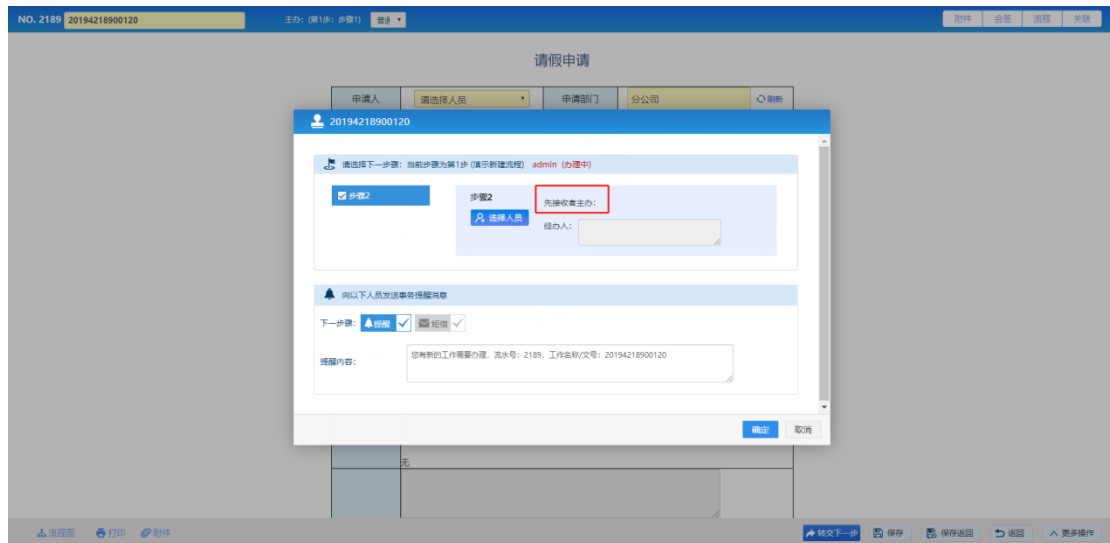 NO. 2189 20194218900120 主办: (第1步: 步骤1) 普通 附件 会签 流程 关联
请假申请
申请人 请选择人员 申请部门 分公司 刷新
20194218900120
请选择下一步骤: 当前步骤为第1步 (演示新建流程) admin (办理中)
步骤2 步骤2 先接收者主办:
选择人员 经办人:
向以下人员发送事务提醒消息
下一步骤: 提醒 短信
提醒内容: 您有新的工作需要办理, 流水号: 2189, 工作名称/文号: 20194218900120
确定 取消
无
流程图 打印 附件 转交下一步 保存 保存返回 返回 更多操作